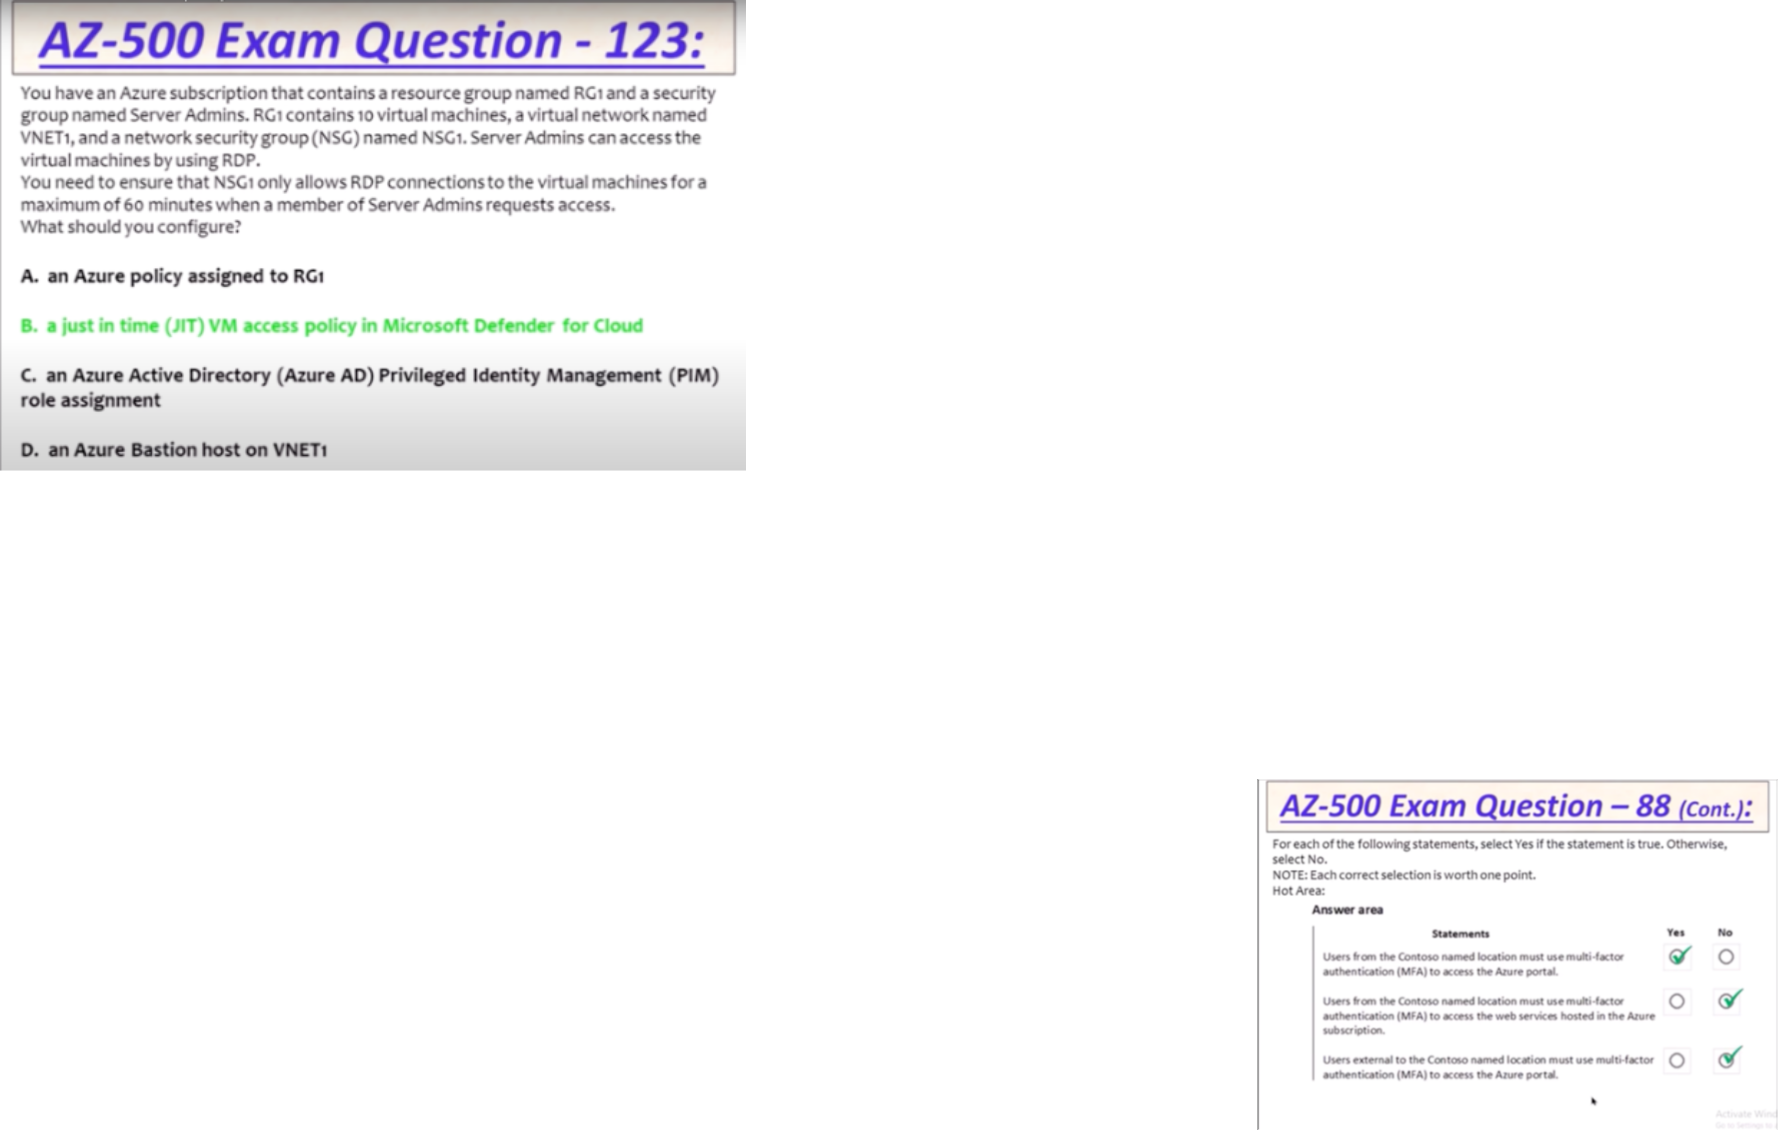 AZ-500 Exam Question - 123:
You have an Azure subscription that contains a resource group named RG1 and a security
group named Server Admins. RG1 contains 10 virtual machines, a virtual network named
VNET1, and a network security group (NSG) named NSG1. Server Admins can access the
virtual machines by using RDP.
You need to ensure that NSG1 only allows RDP connections to the virtual machines for a
maximum of 60 minutes when a member of Server Admins requests access.
What should you configure?
A. an Azure policy assigned to RG1
B. a just in time (JIT) VM access policy in Microsoft Defender for Cloud
C. an Azure Active Directory (Azure AD) Privileged Identity Management (PIM)
role assignment
D. an Azure Bastion host on VNET1
AZ-500 Exam Question – 88 (Cont.):
For each of the following statements, select Yes if the statement is true. Otherwise,
select No.
NOTE: Each correct selection is worth one point.
Hot Area:
Answer area
Statements Yes No
Users from the Contoso named location must use multi-factor
authentication (MFA) to access the Azure portal.
Users from the Contoso named location must use multi-factor
authentication (MFA) to access the web services hosted in the Azure
subscription.
Users external to the Contoso named location must use multi-factor
authentication (MFA) to access the Azure portal.
Activate Wind
Go to Settings to